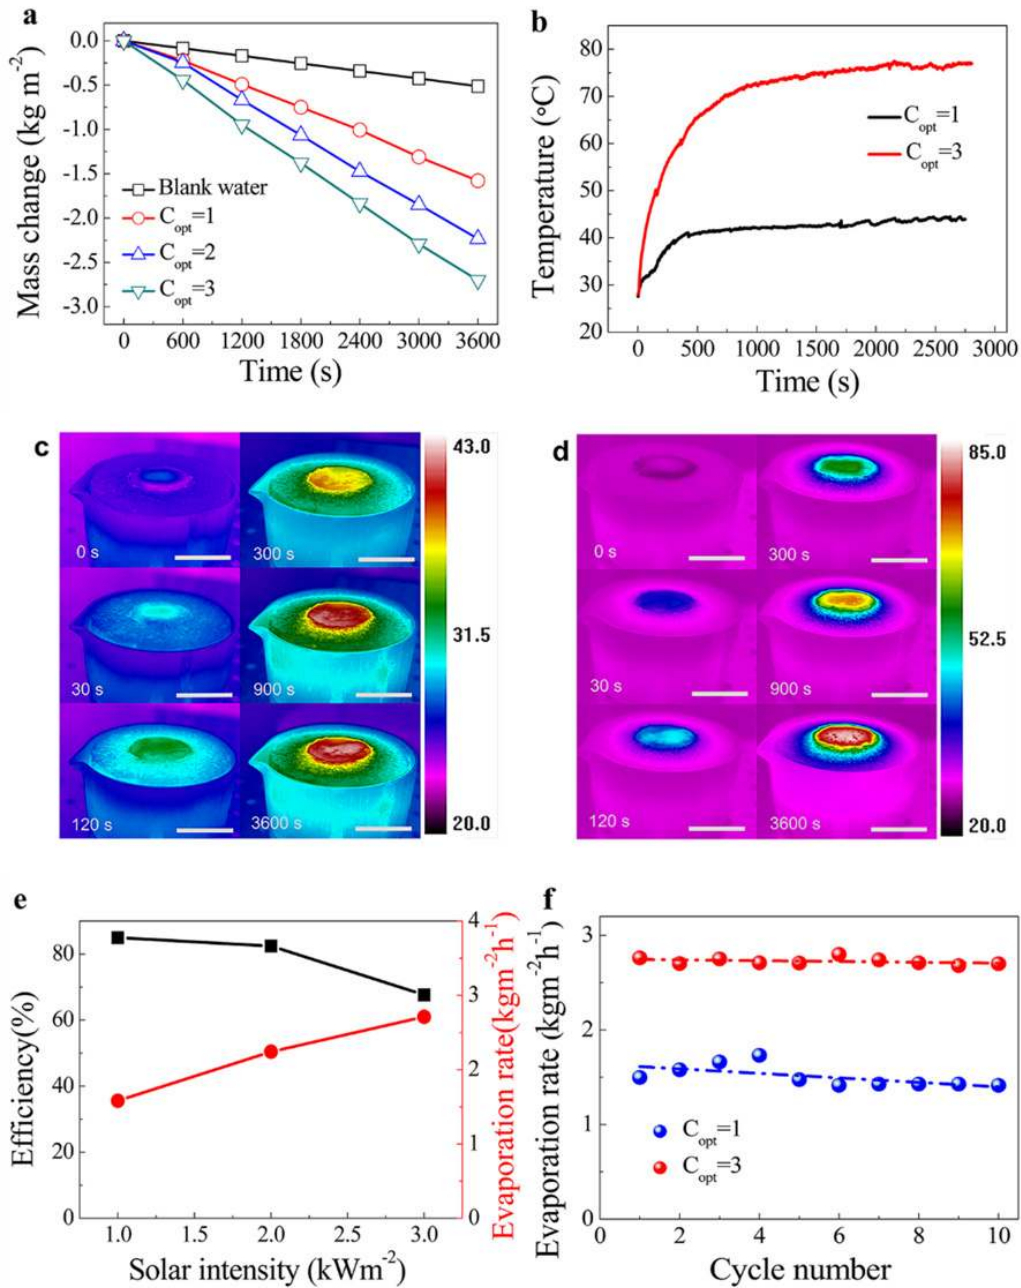 a
Mass change (kg m-2)
0.0
-0.5
-1.0
-1.5
-2.0
-2.5
-3.0
Blank water
Copt=1
Copt=2
Copt=3
0 600 1200 1800 2400 3000 3600
Time (s)
b
Temperature (°C)
80
70
60
50
40
30
20
Copt=1
Copt=3
0 500 1000 1500 2000 2500 3000
Time (s)
c
0 s
300 s
30 s
900 s
120 s
3600 s
43.0
31.5
20.0
d
0 s
300 s
30 s
900 s
120 s
3600 s
85.0
52.5
20.0
e
Efficiency(%)
80
60
40
20
0
4
3
2
1
0
Evaporation rate(kgm-2h-1)
1.0 1.5 2.0 2.5 3.0
Solar intensity (kWm-2)
f
Evaporation rate (kgm-2h-1)
3
2
1
0
Copt=1
Copt=3
0 2 4 6 8 10
Cycle number